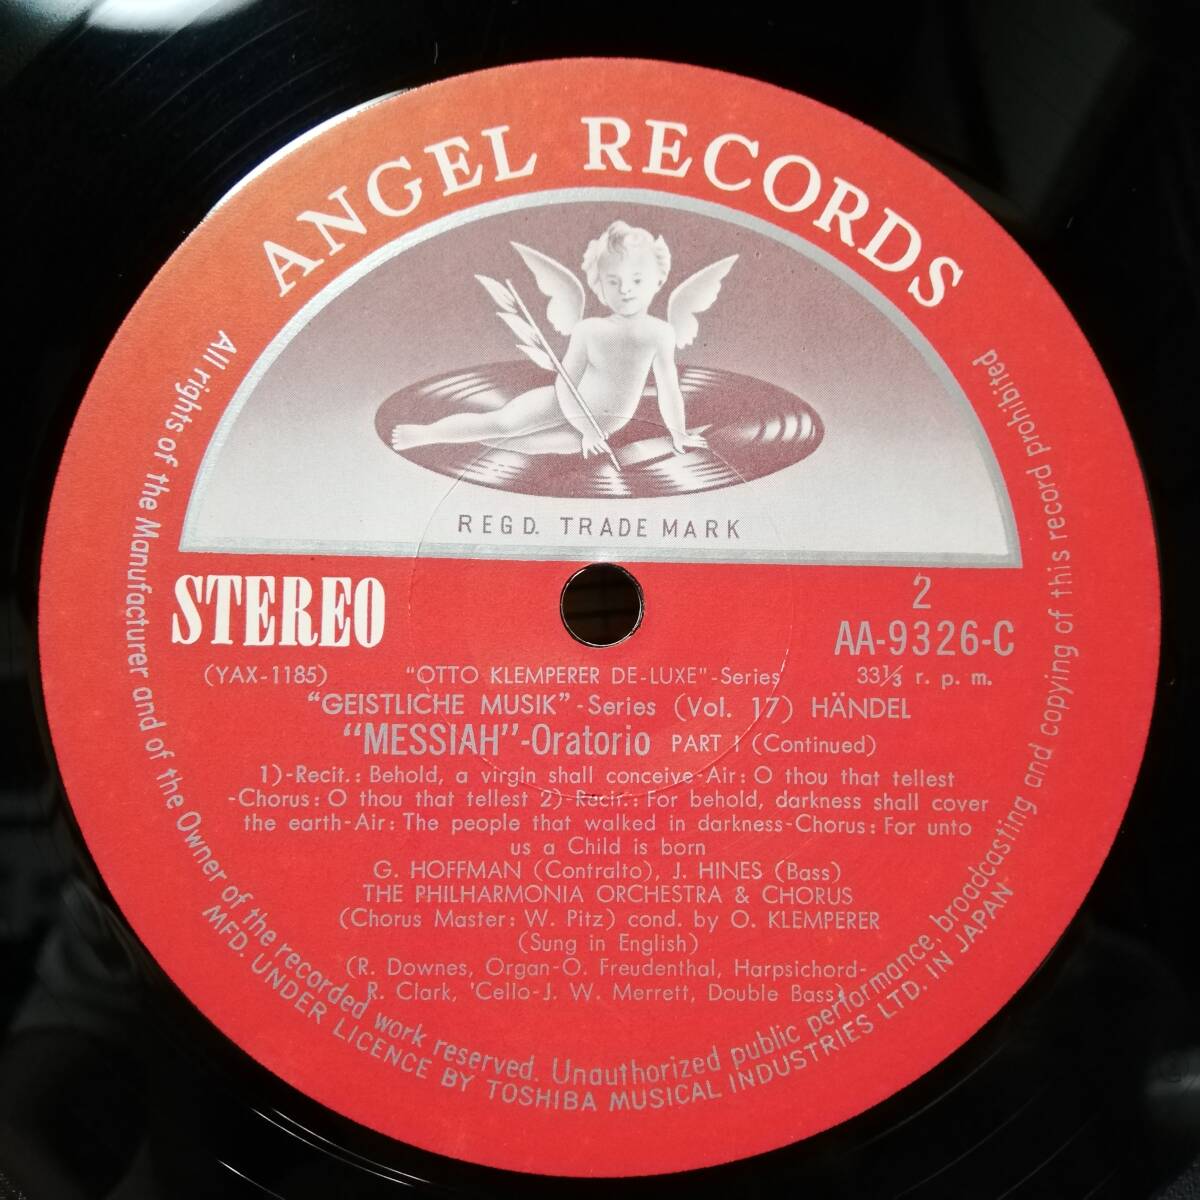 ANGEL RECORDS
REGD. TRADE MARK
STEREO
2
AA-9326-C
(YAX-1185)
"OTTO KLEMPERER DE-LUXE"-Series
33⅓ r. p. m.
"GEISTLICHE MUSIK"-Series (Vol. 17) HÄNDEL
"MESSIAH"-Oratorio PART I (Continued)
1)-Recit.: Behold, a virgin shall conceive-Air: O thou that tellest
-Chorus: O thou that tellest 2)-Recit.: For behold, darkness shall cover
the earth-Air: The people that walked in darkness-Chorus: For unto
us a Child is born
G. HOFFMAN (Contralto), J. HINES (Bass)
THE PHILHARMONIA ORCHESTRA & CHORUS
(Chorus Master: W. Pitz) cond. by O. KLEMPERER
(Sung in English)
(R. Downes, Organ-O. Freudenthal, Harpsichord-
R. Clark, 'Cello-J. W. Merrett, Double Bass)
All rights of the Manufacturer and of the Owner of the recorded work reserved. Unauthorized public performance, broadcasting and copying of this record prohibited
MFD. UNDER LICENCE BY TOSHIBA MUSICAL INDUSTRIES LTD. IN JAPAN-